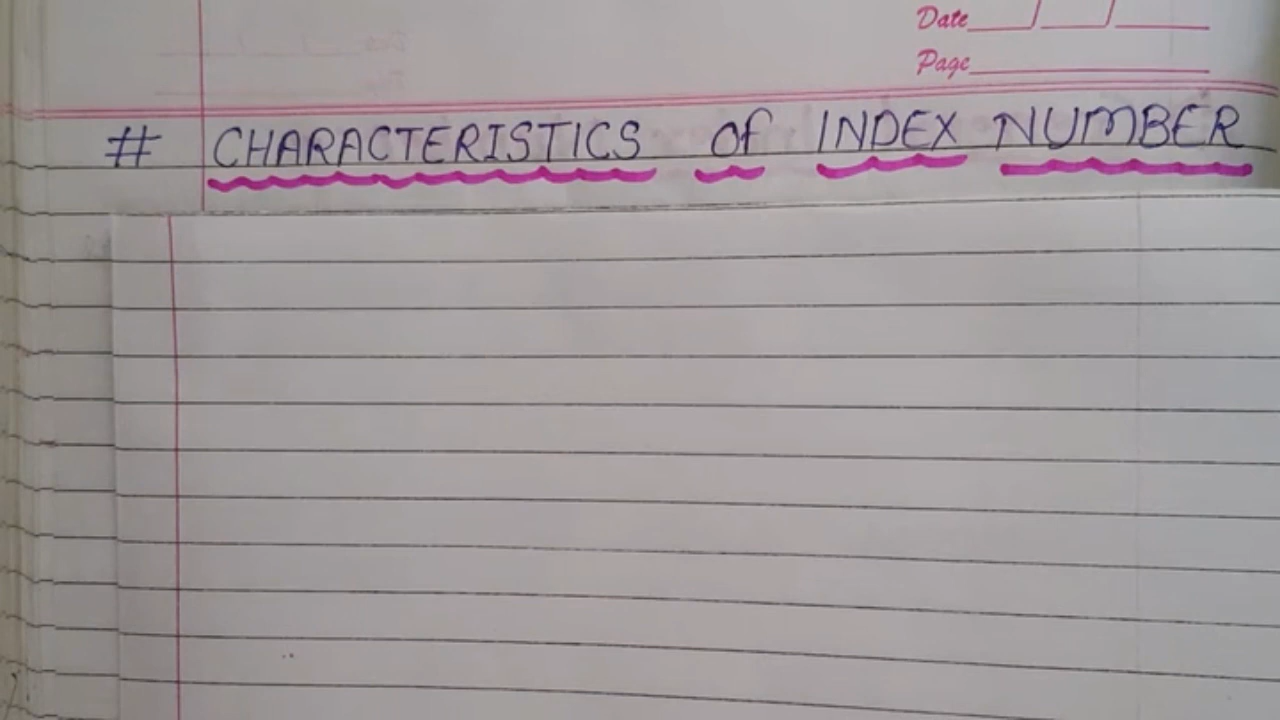 Date
Page
# CHARACTERISTICS of INDEX NUMBER